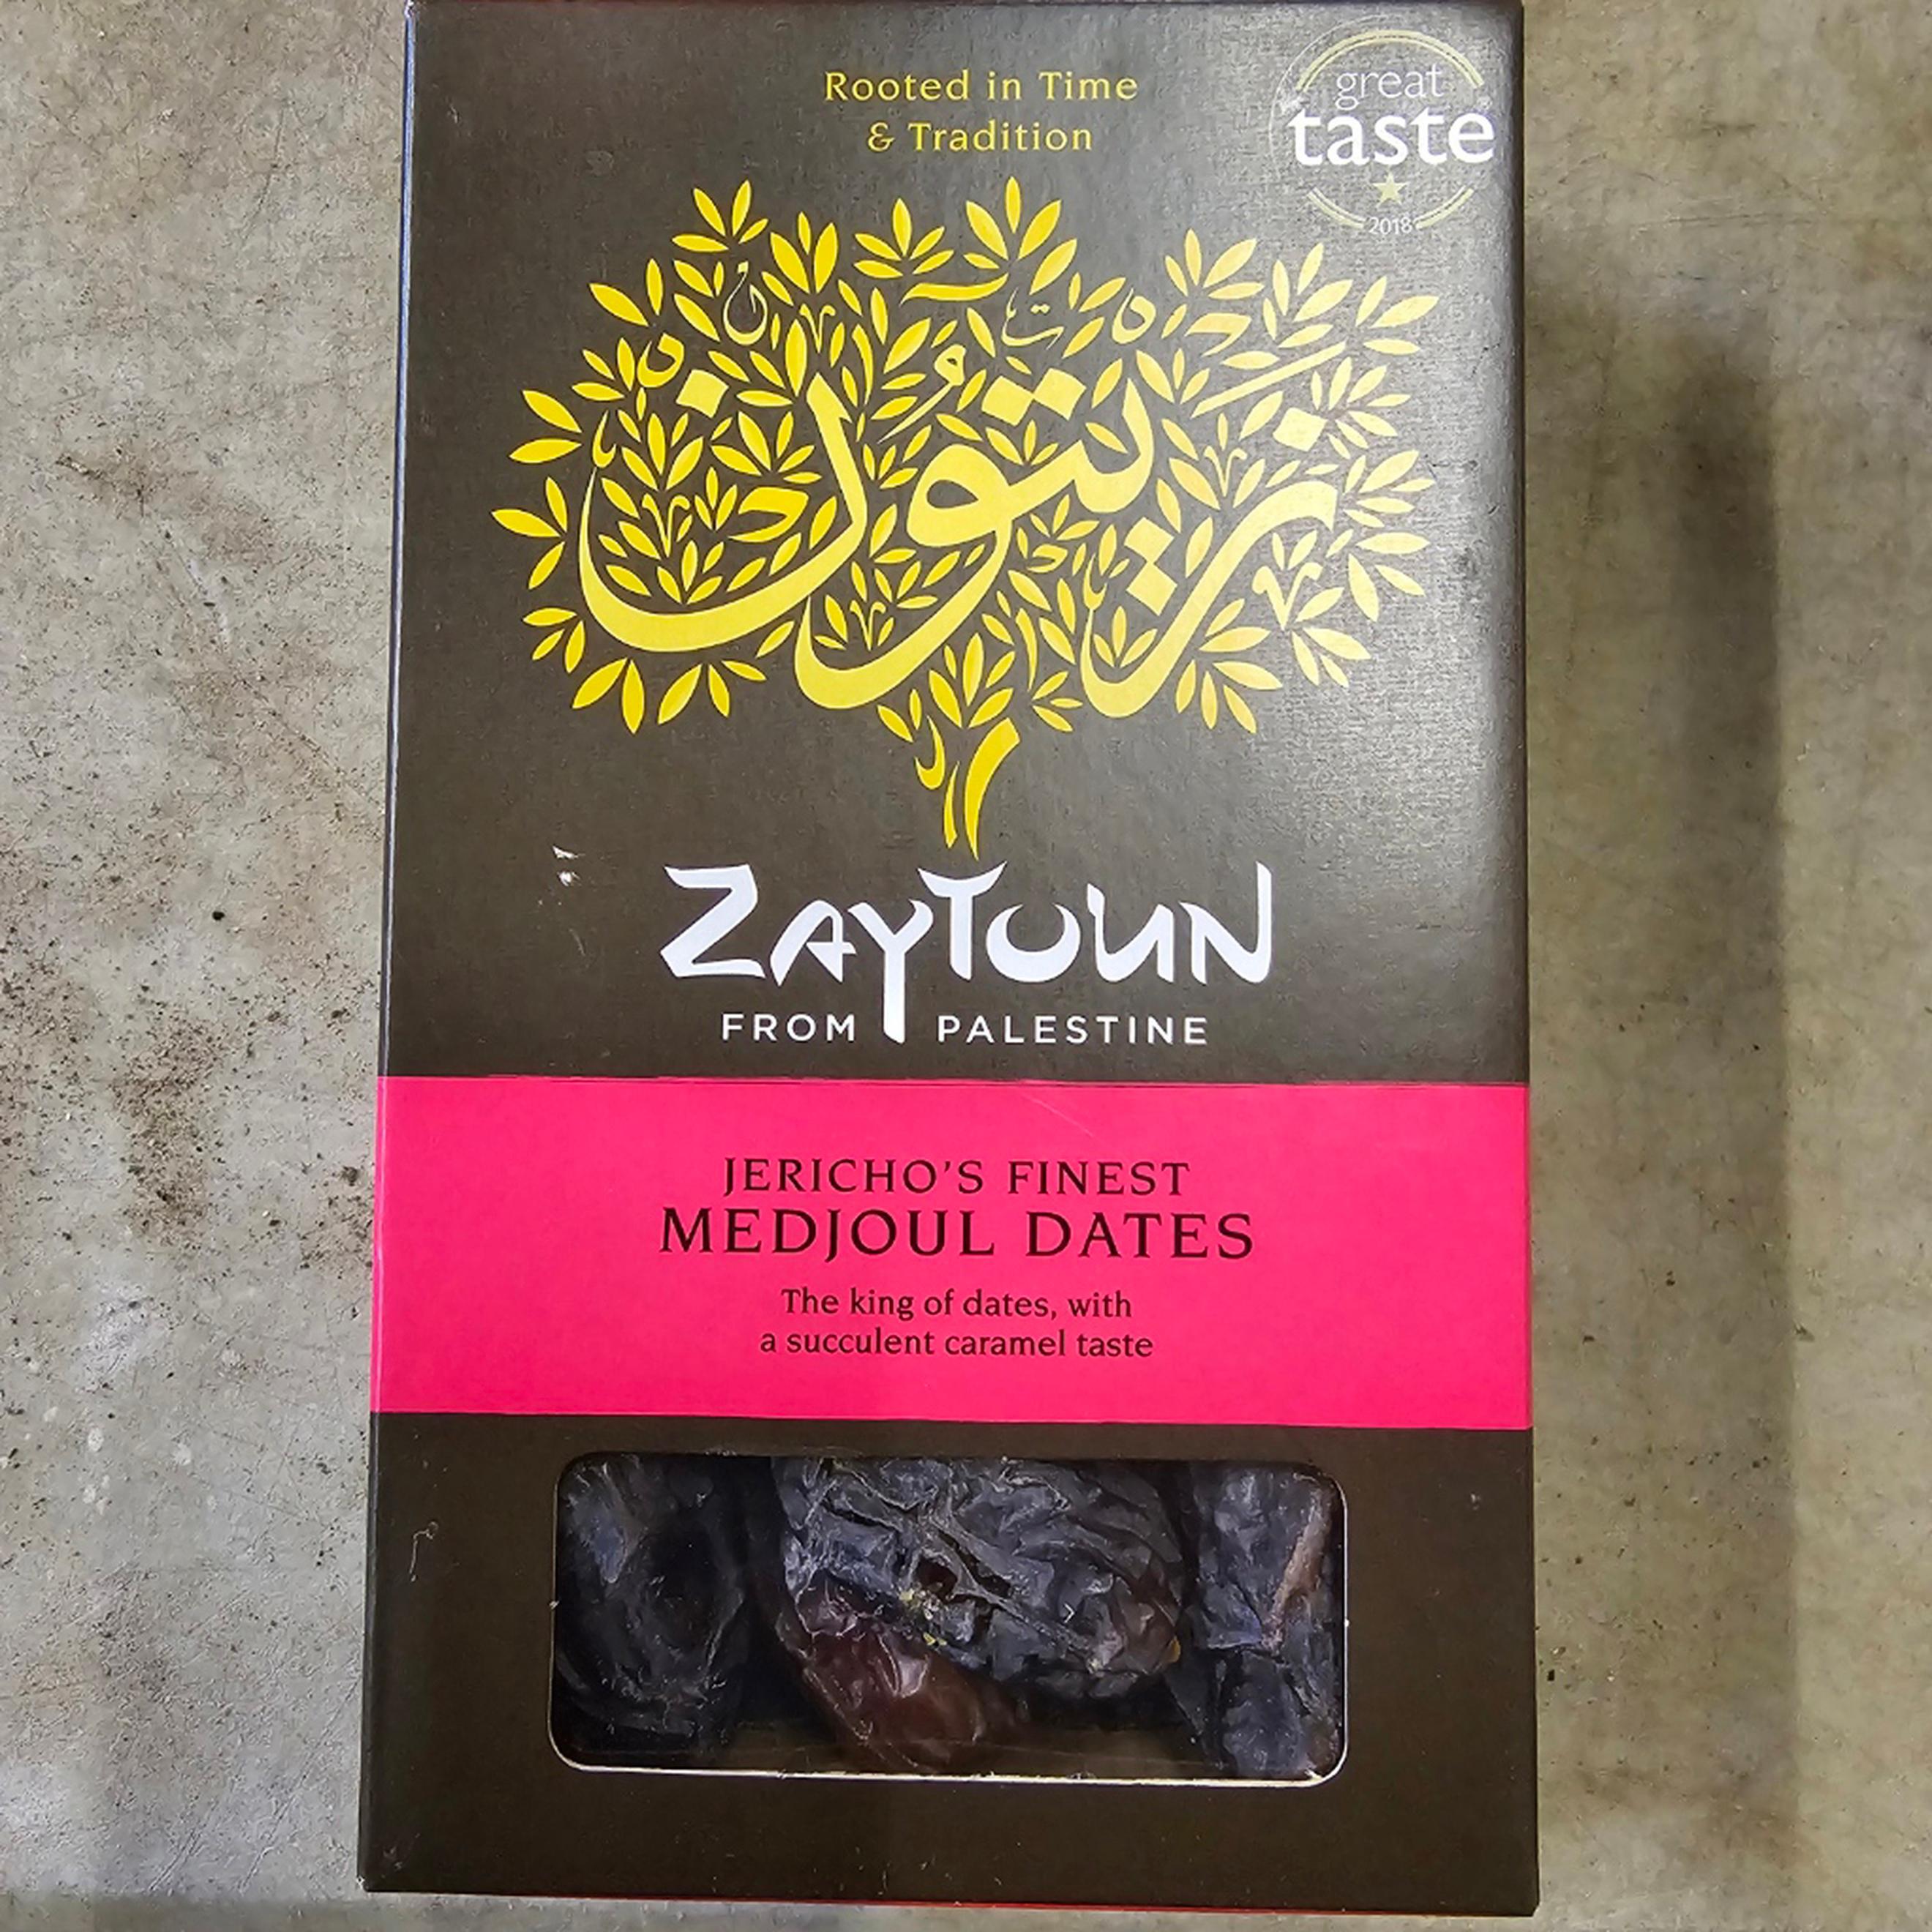 Rooted in Time
& Tradition
great
taste
2018
زيتون
ZAYTOUN
FROM PALESTINE
JERICHO'S FINEST
MEDJOUL DATES
The king of dates, with
a succulent caramel taste